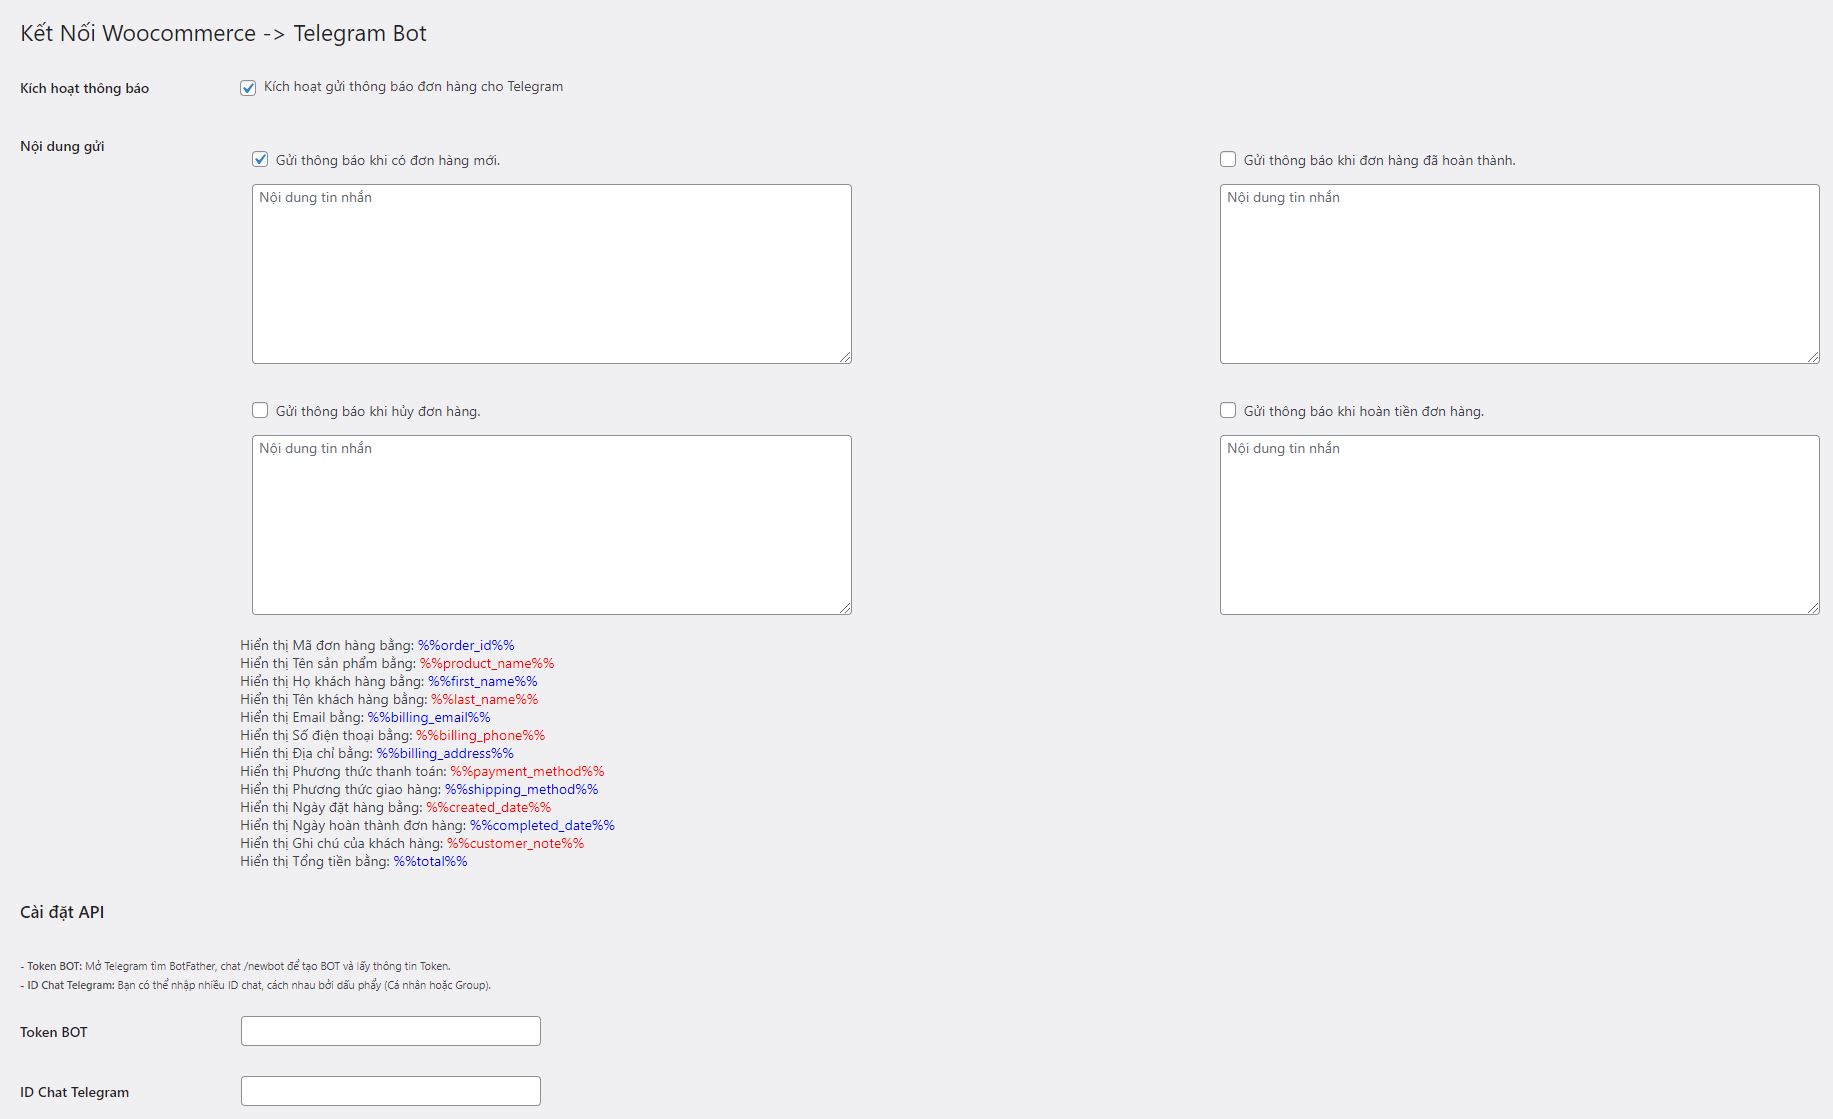 Kết Nối Woocommerce -> Telegram Bot
Kích hoạt thông báo
Kích hoạt gửi thông báo đơn hàng cho Telegram
Nội dung gửi
Gửi thông báo khi có đơn hàng mới.
Gửi thông báo khi đơn hàng đã hoàn thành.
Nội dung tin nhắn
Nội dung tin nhắn
Gửi thông báo khi hủy đơn hàng.
Gửi thông báo khi hoàn tiền đơn hàng.
Nội dung tin nhắn
Nội dung tin nhắn
Hiển thị Mã đơn hàng bằng: %%order_id%%
Hiển thị Tên sản phẩm bằng: %%product_name%%
Hiển thị Họ khách hàng bằng: %%first_name%%
Hiển thị Tên khách hàng bằng: %%last_name%%
Hiển thị Email bằng: %%billing_email%%
Hiển thị Số điện thoại bằng: %%billing_phone%%
Hiển thị Địa chỉ bằng: %%billing_address%%
Hiển thị Phương thức thanh toán: %%payment_method%%
Hiển thị Phương thức giao hàng: %%shipping_method%%
Hiển thị Ngày đặt hàng bằng: %%created_date%%
Hiển thị Ngày hoàn thành đơn hàng: %%completed_date%%
Hiển thị Ghi chú của khách hàng: %%customer_note%%
Hiển thị Tổng tiền bằng: %%total%%
Cài đặt API
- Token BOT: Mở Telegram tìm BotFather, chat /newbot để tạo BOT và lấy thông tin Token.
- ID Chat Telegram: Bạn có thể nhập nhiều ID chat, cách nhau bởi dấu phẩy (Cá nhân hoặc Group).
Token BOT
ID Chat Telegram